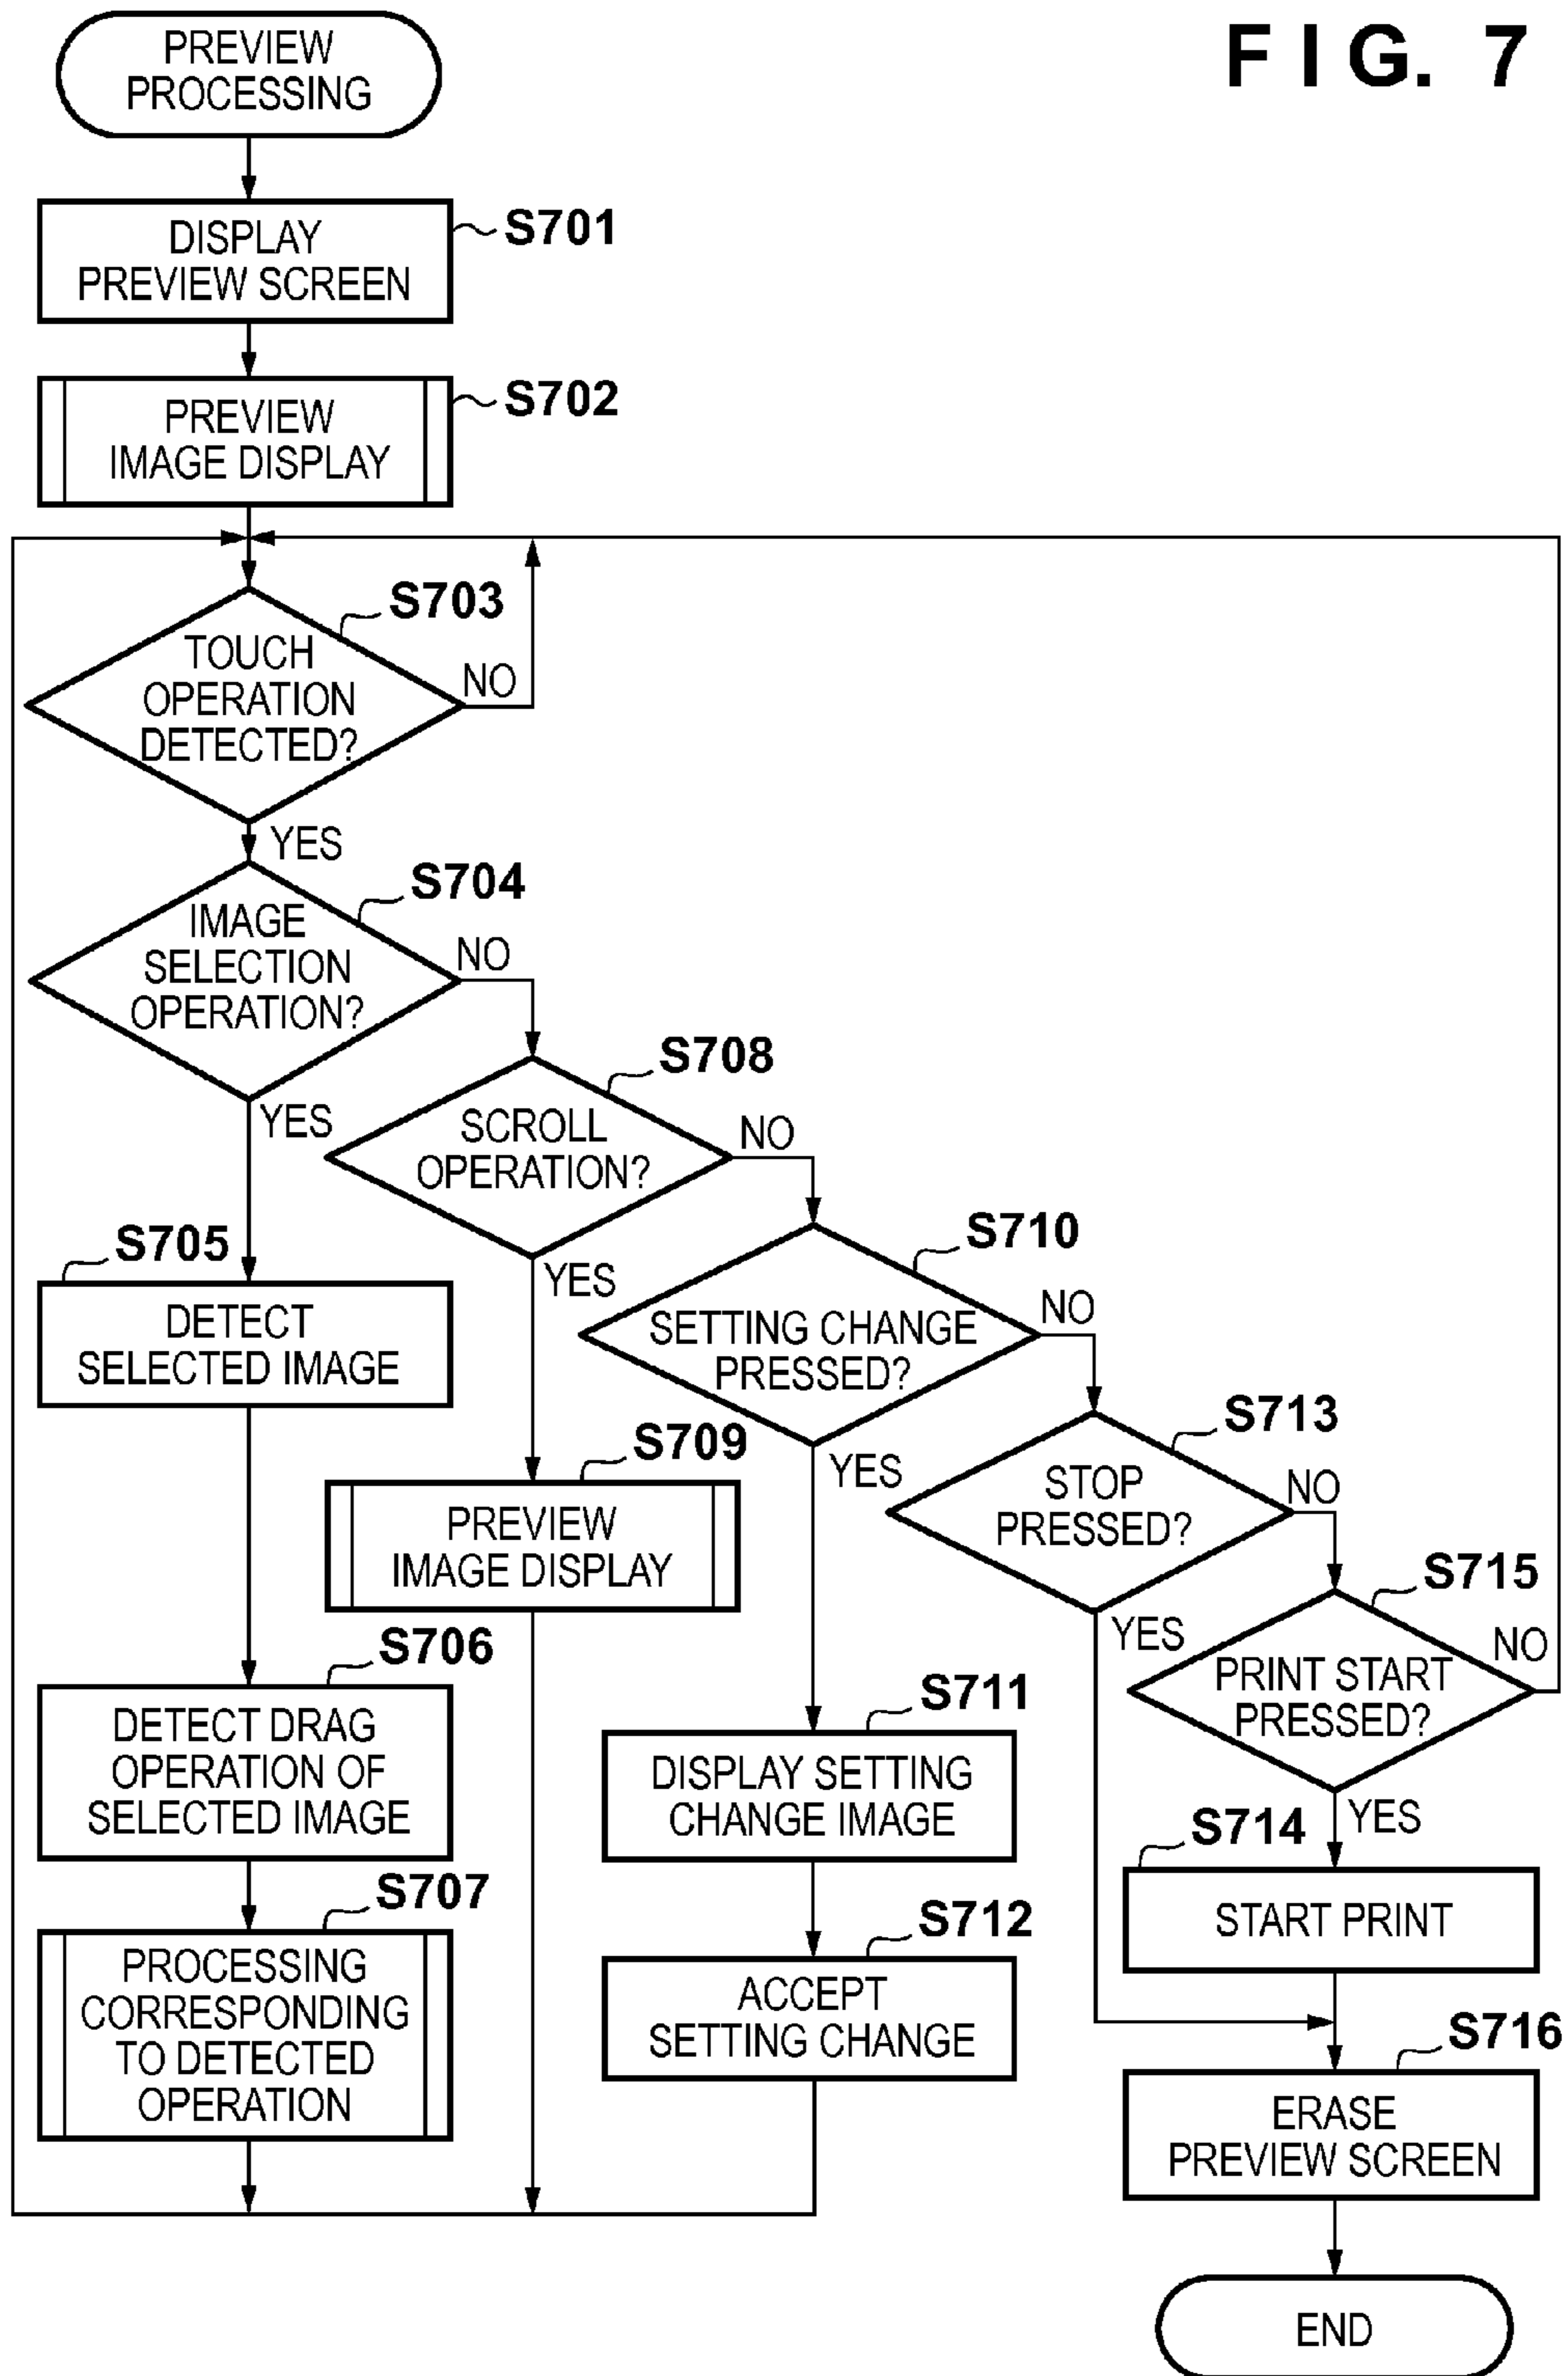 FIG. 7
PREVIEW
PROCESSING
S701
DISPLAY
PREVIEW SCREEN
S702
PREVIEW
IMAGE DISPLAY
S703
TOUCH
OPERATION
DETECTED?
NO
YES
S704
IMAGE
SELECTION
OPERATION?
NO
YES
S708
SCROLL
OPERATION?
NO
YES
S705
DETECT
SELECTED IMAGE
S710
SETTING CHANGE
PRESSED?
NO
YES
S709
PREVIEW
IMAGE DISPLAY
S713
STOP
PRESSED?
NO
YES
S715
PRINT START
PRESSED?
NO
YES
S706
DETECT DRAG
OPERATION OF
SELECTED IMAGE
S711
DISPLAY SETTING
CHANGE IMAGE
S714
START PRINT
S707
PROCESSING
CORRESPONDING
TO DETECTED
OPERATION
S712
ACCEPT
SETTING CHANGE
S716
ERASE
PREVIEW SCREEN
END